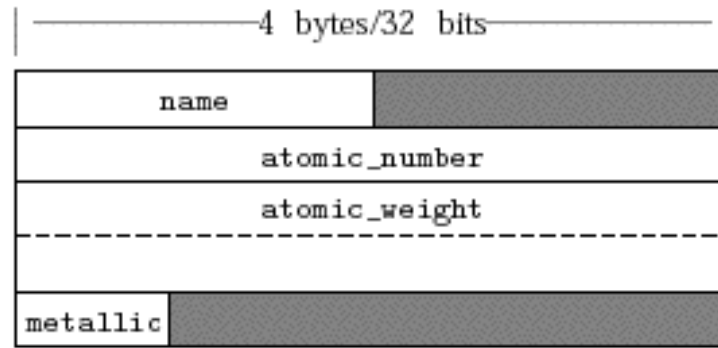 4 bytes/32 bits
name
atomic_number
atomic_weight
metallic